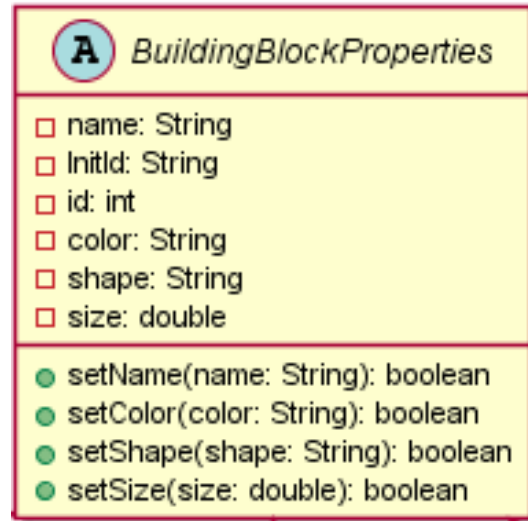 A BuildingBlockProperties
name: String
InitId: String
id: int
color: String
shape: String
size: double
setName(name: String): boolean
setColor(color: String): boolean
setShape(shape: String): boolean
setSize(size: double): boolean